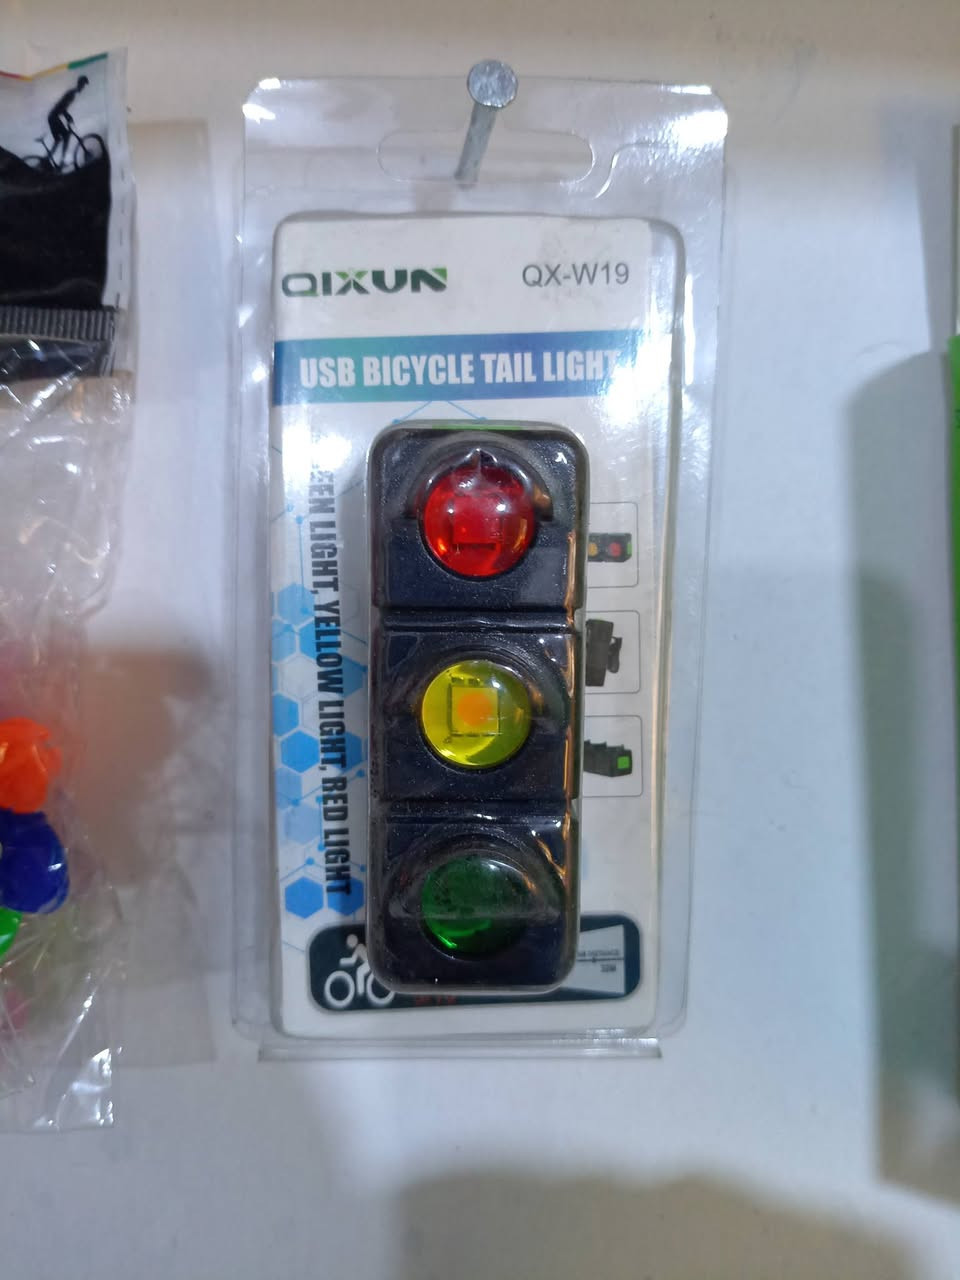 QIXUN
QX-W19
USB BICYCLE TAIL LIGHT
LIGHT, YELLOW LIGHT, RED LIGHT